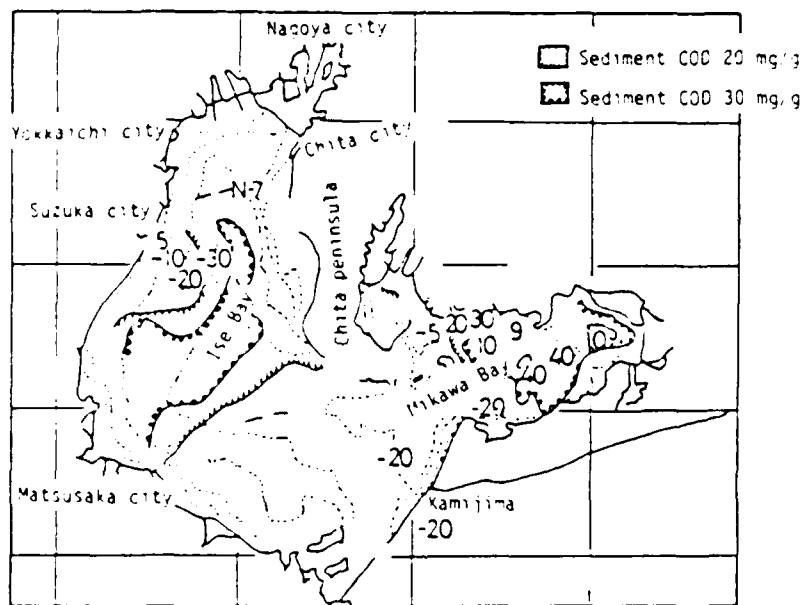 Nagoya city
Sediment COD 20 mg/g
Sediment COD 30 mg/g
Yokkaichi city
Chita city
N-7
Suzuka city
Chita peninsula
-5
-10 -30
-20
Ise Bay
-5 20 30 9
10
40 10
20
Mikawa Bay
-20
-20
Matsusaka city
Kamijima
-20